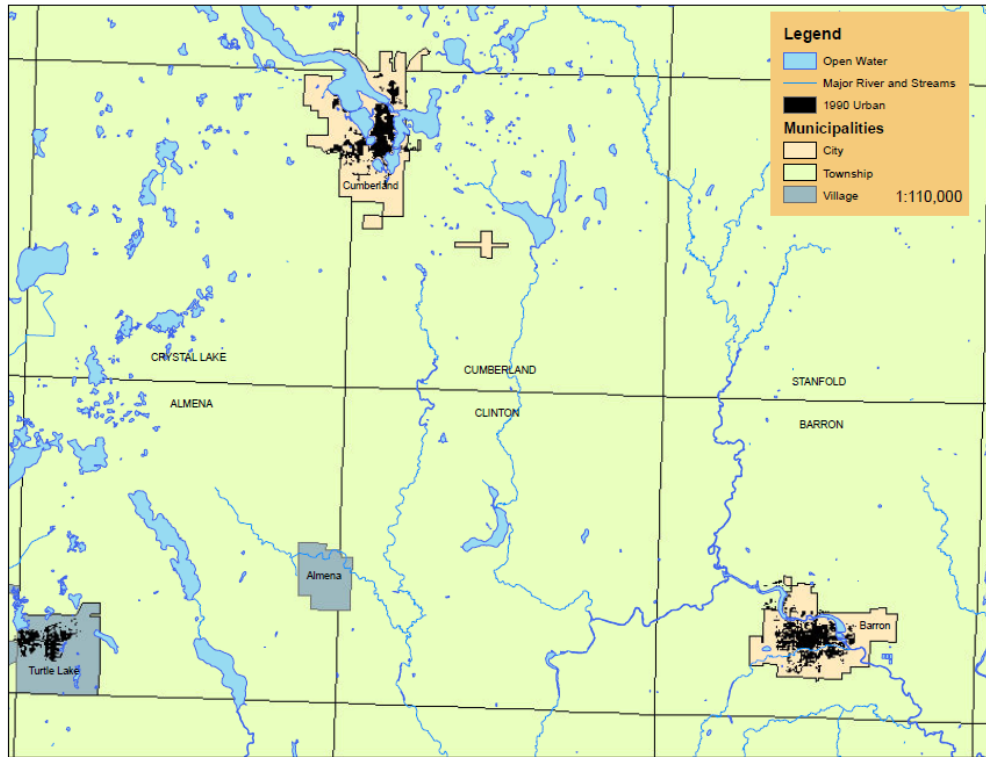 Legend
Open Water
Major River and Streams
1990 Urban
Municipalities
City
Township
Village 1:110,000
Cumberland
CRYSTAL LAKE
CUMBERLAND
STANFOLD
ALMENA
CLINTON
BARRON
Almena
Barron
Turtle Lake